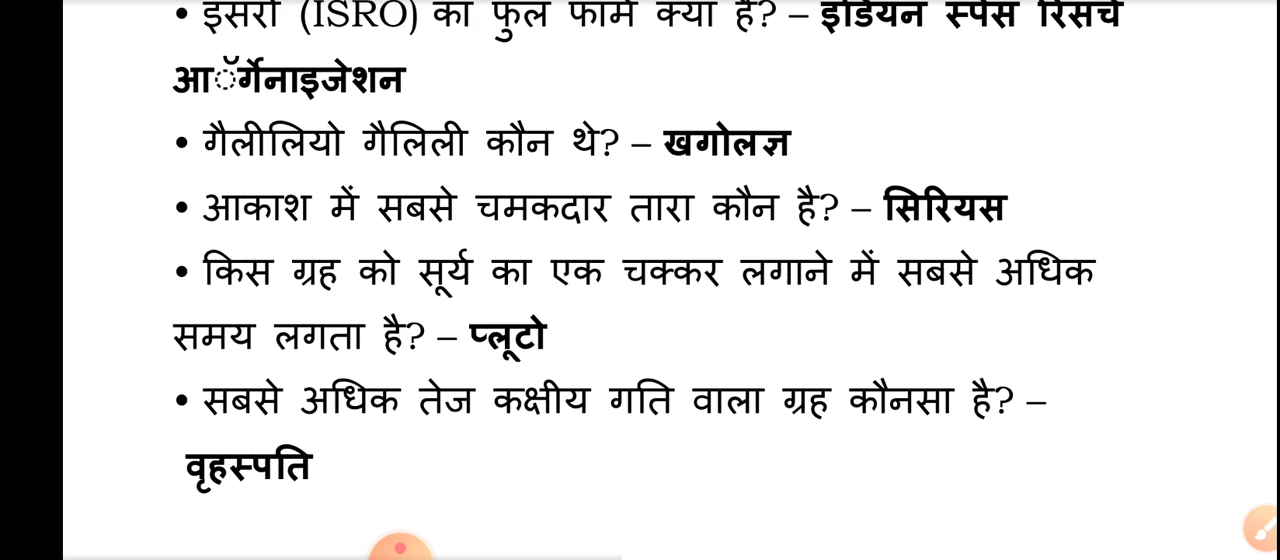 • इसरो (ISRO) का फुल फॉर्म क्या है? – इंडियन स्पेस रिसर्च
आॅर्गेनाइजेशन
• गैलीलियो गैलिली कौन थे? – खगोलज्ञ
• आकाश में सबसे चमकदार तारा कौन है? – सिरियस
• किस ग्रह को सूर्य का एक चक्कर लगाने में सबसे अधिक
समय लगता है? – प्लूटो
• सबसे अधिक तेज कक्षीय गति वाला ग्रह कौनसा है? –
वृहस्पति